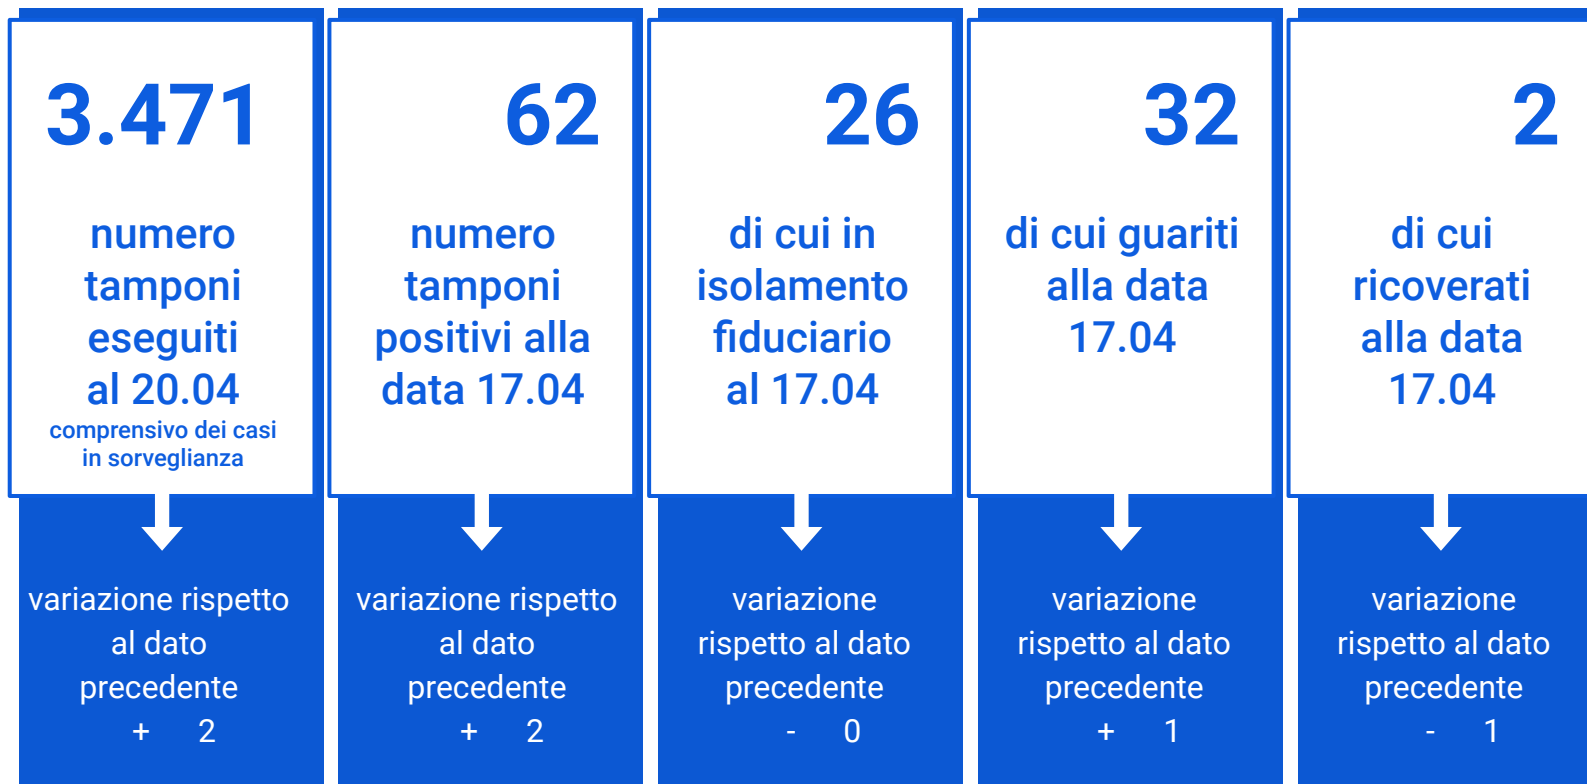 3.471
numero
tamponi
eseguiti
al 20.04
comprensivo dei casi
in sorveglianza
variazione rispetto
al dato
precedente
+ 2
62
numero
tamponi
positivi alla
data 17.04
variazione rispetto
al dato
precedente
+ 2
26
di cui in
isolamento
fiduciario
al 17.04
variazione
rispetto al dato
precedente
- 0
32
di cui guariti
alla data
17.04
variazione
rispetto al dato
precedente
+ 1
2
di cui
ricoverati
alla data
17.04
variazione
rispetto al dato
precedente
- 1